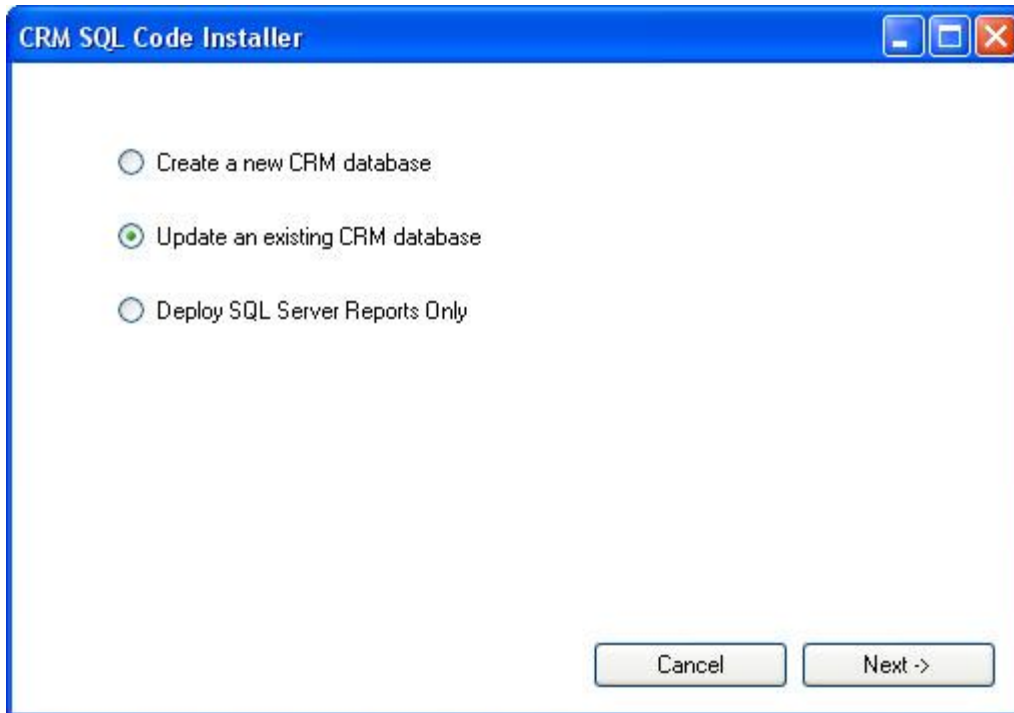 CRM SQL Code Installer
Create a new CRM database
Update an existing CRM database
Deploy SQL Server Reports Only
Cancel
Next ->